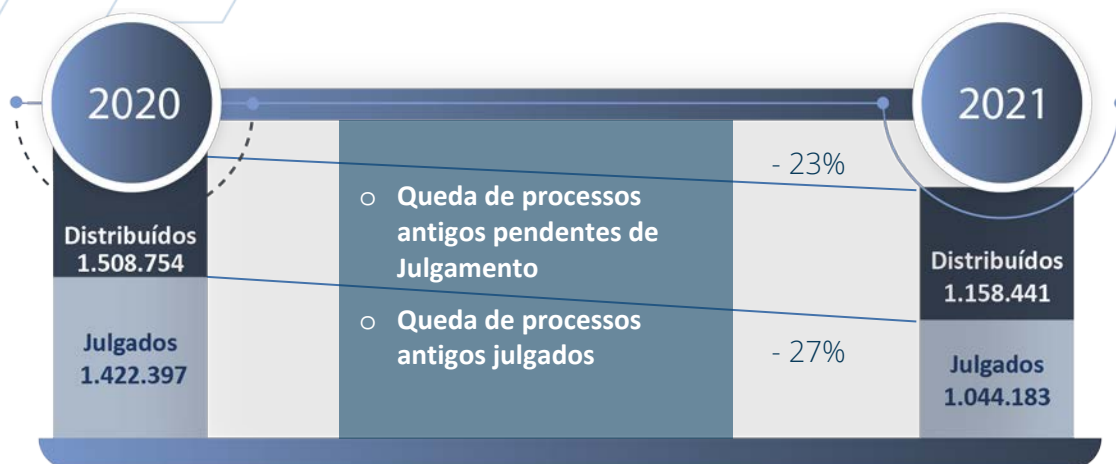 2020
2021
- 23%
o Queda de processos
antigos pendentes de
Julgamento
Distribuídos
1.508.754
Distribuídos
1.158.441
o Queda de processos
antigos julgados
- 27%
Julgados
1.422.397
Julgados
1.044.183